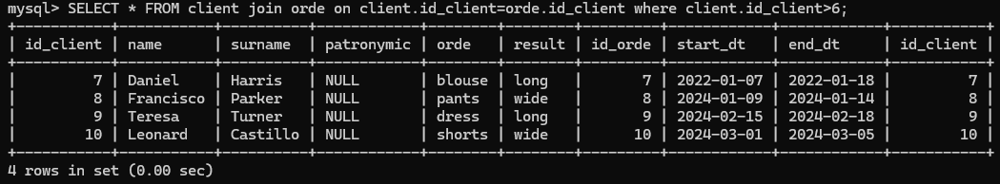 mysql> SELECT * FROM client join orde on client.id_client=orde.id_client where client.id_client>6;
+-----------+-----------+----------+------------+--------+--------+---------+------------+------------+-----------+
| id_client | name      | surname  | patronymic | orde   | result | id_orde | start_dt   | end_dt     | id_client |
+-----------+-----------+----------+------------+--------+--------+---------+------------+------------+-----------+
|         7 | Daniel    | Harris   | NULL       | blouse | long   |       7 | 2022-01-07 | 2022-01-18 |         7 |
|         8 | Francisco | Parker   | NULL       | pants  | wide   |       8 | 2024-01-09 | 2024-01-14 |         8 |
|         9 | Teresa    | Turner   | NULL       | dress  | long   |       9 | 2024-02-15 | 2024-02-18 |         9 |
|        10 | Leonard   | Castillo | NULL       | shorts | wide   |      10 | 2024-03-01 | 2024-03-05 |        10 |
+-----------+-----------+----------+------------+--------+--------+---------+------------+------------+-----------+
4 rows in set (0.00 sec)